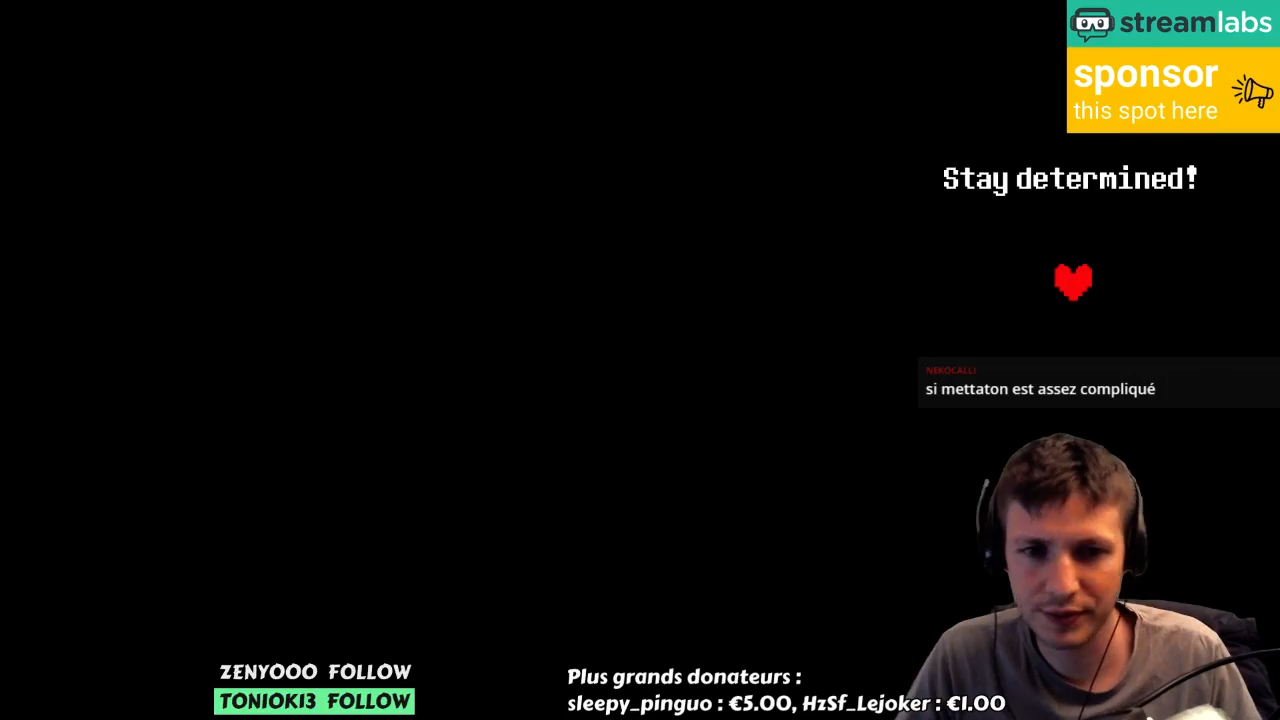 streamlabs
sponsor
this spot here
Stay determined!
NEKOCALLI
si mettaton est assez compliqué
ZENYOOO FOLLOW
TONIOK13 FOLLOW
Plus grands donateurs :
sleepy_pinguo : €5.00, HzSf_Lejoker : €1.00